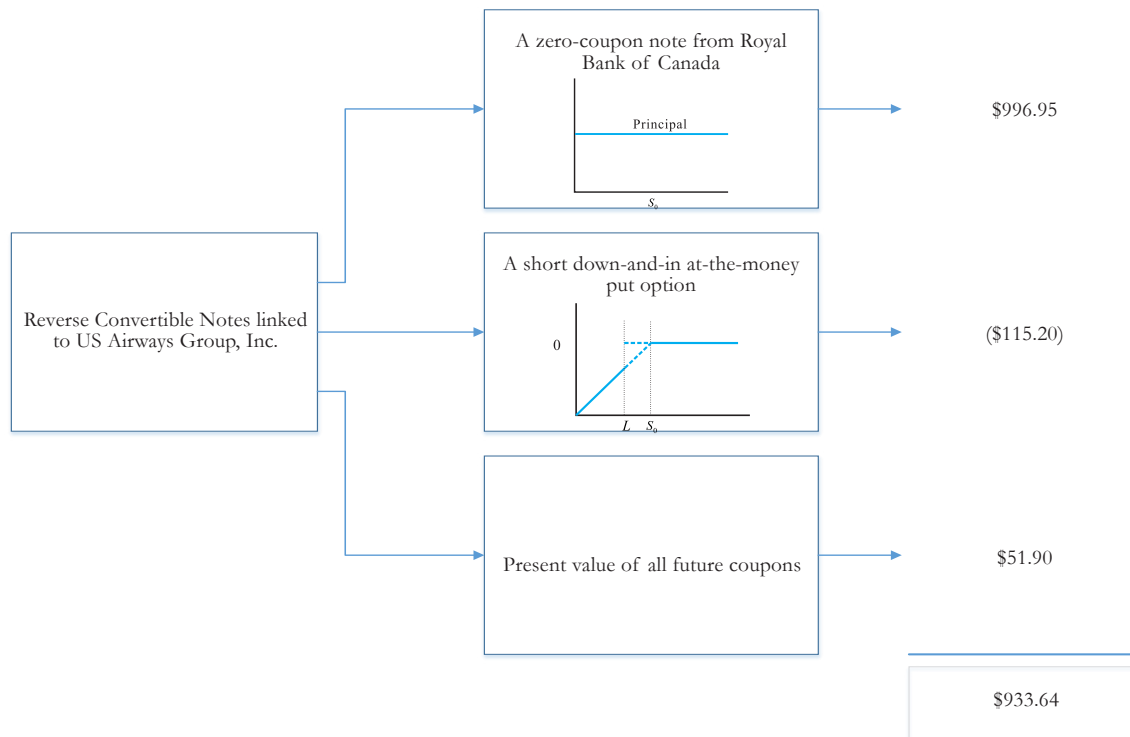 A zero-coupon note from Royal
Bank of Canada
Principal
S₀
$996.95
Reverse Convertible Notes linked
to US Airways Group, Inc.
A short down-and-in at-the-money
put option
0
L S₀
($115.20)
Present value of all future coupons
$51.90
$933.64